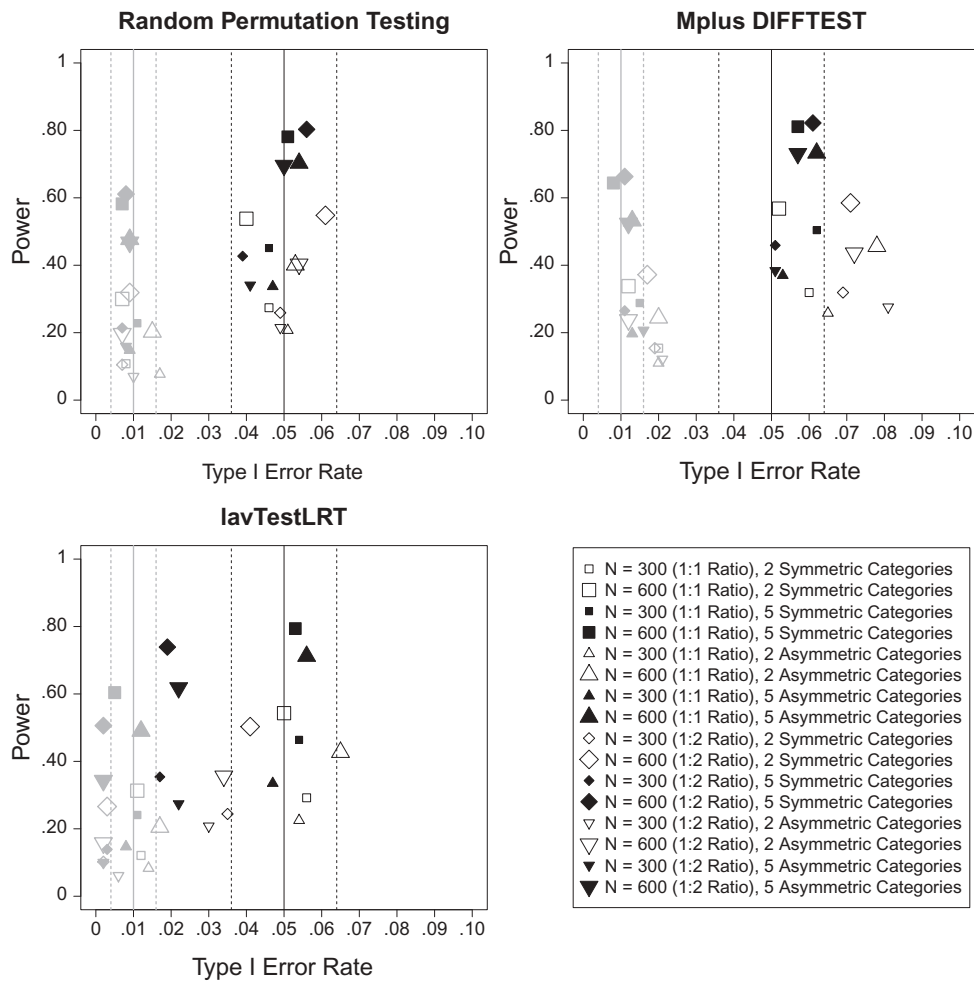 Random Permutation Testing
Mplus DIFFTEST
1
.80
.60
.40
.20
0
Power
0 .01 .02 .03 .04 .05 .06 .07 .08 .09 .10
Type I Error Rate
1
.80
.60
.40
.20
0
Power
0 .01 .02 .03 .04 .05 .06 .07 .08 .09 .10
Type I Error Rate
lavTestLRT
1
.80
.60
.40
.20
0
Power
0 .01 .02 .03 .04 .05 .06 .07 .08 .09 .10
Type I Error Rate
N = 300 (1:1 Ratio), 2 Symmetric Categories
N = 600 (1:1 Ratio), 2 Symmetric Categories
N = 300 (1:1 Ratio), 5 Symmetric Categories
N = 600 (1:1 Ratio), 5 Symmetric Categories
N = 300 (1:1 Ratio), 2 Asymmetric Categories
N = 600 (1:1 Ratio), 2 Asymmetric Categories
N = 300 (1:1 Ratio), 5 Asymmetric Categories
N = 600 (1:1 Ratio), 5 Asymmetric Categories
N = 300 (1:2 Ratio), 2 Symmetric Categories
N = 600 (1:2 Ratio), 2 Symmetric Categories
N = 300 (1:2 Ratio), 5 Symmetric Categories
N = 600 (1:2 Ratio), 5 Symmetric Categories
N = 300 (1:2 Ratio), 2 Asymmetric Categories
N = 600 (1:2 Ratio), 2 Asymmetric Categories
N = 300 (1:2 Ratio), 5 Asymmetric Categories
N = 600 (1:2 Ratio), 5 Asymmetric Categories